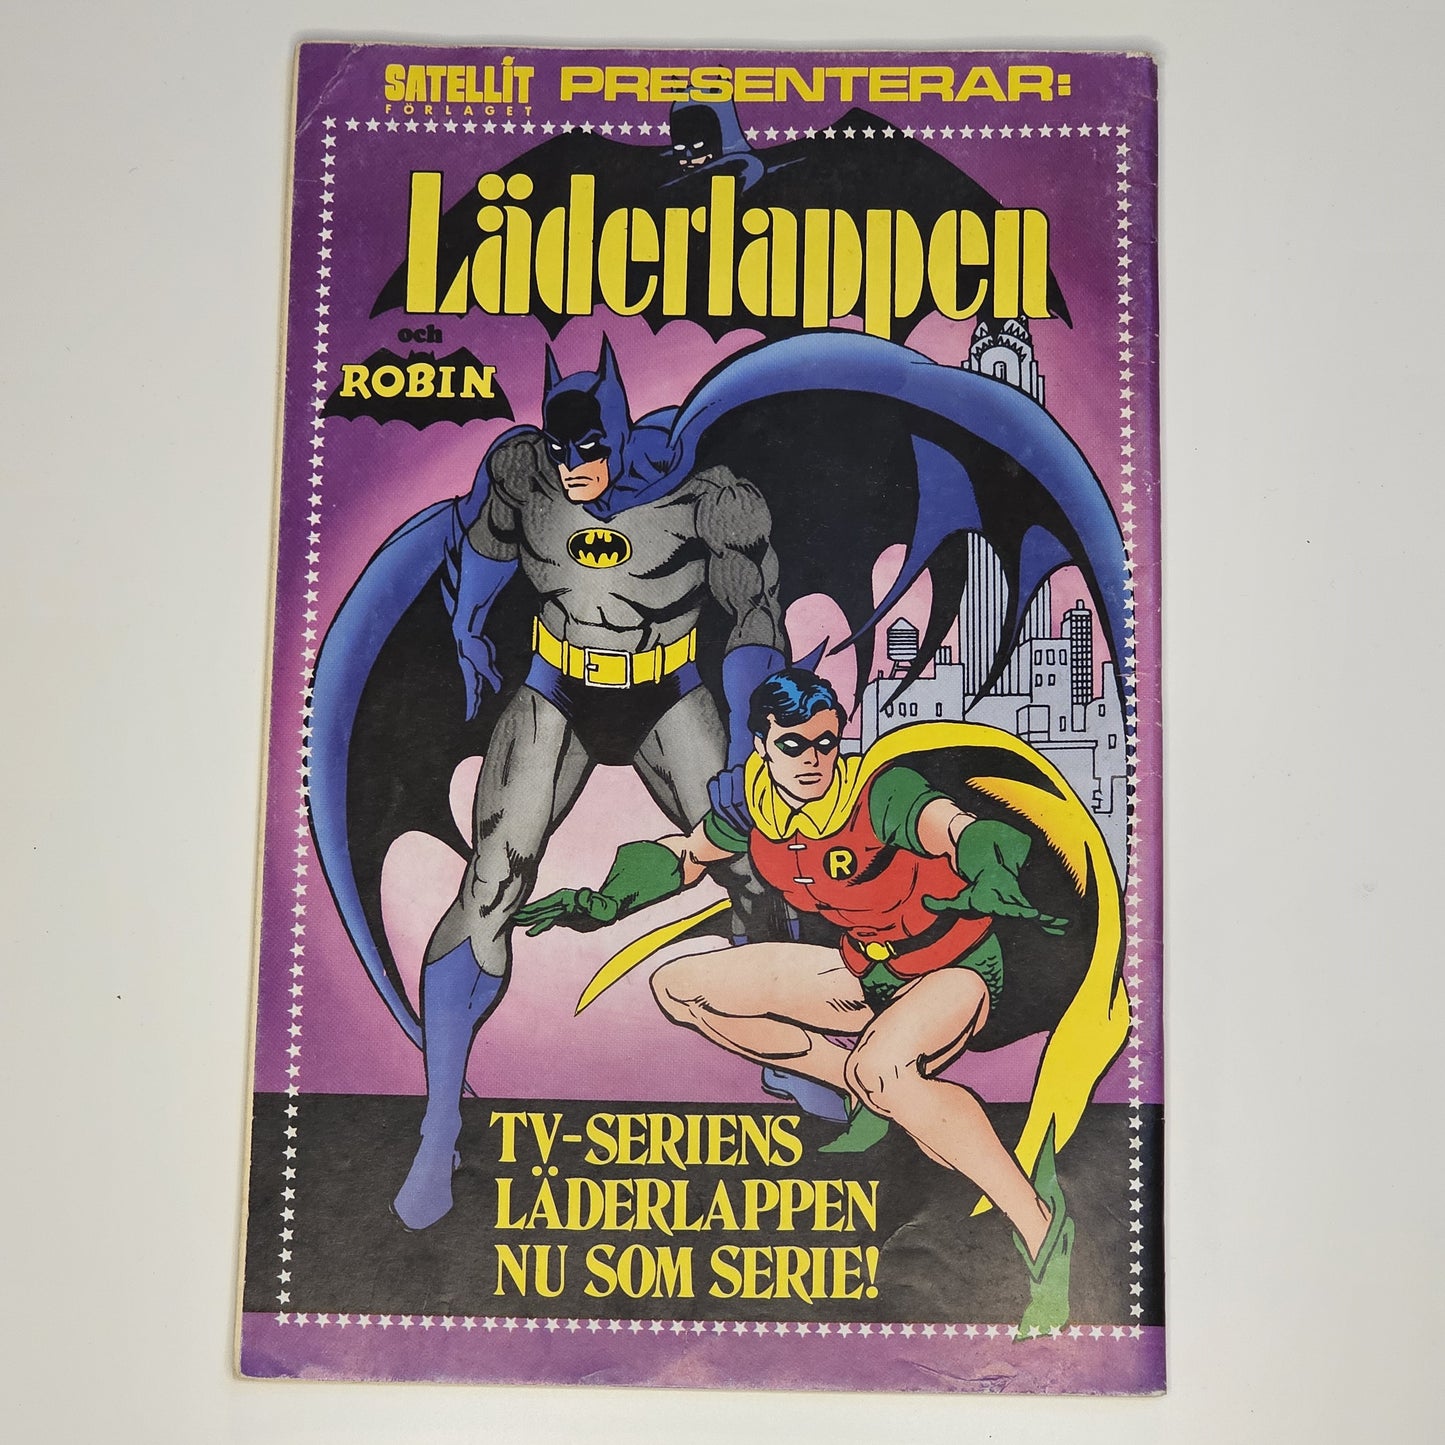 SATELLIT PRESENTERAR:
FÖRLAGET
Läderlappen
och
ROBIN
R
TV-SERIENS
LÄDERLAPPEN
NU SOM SERIE!